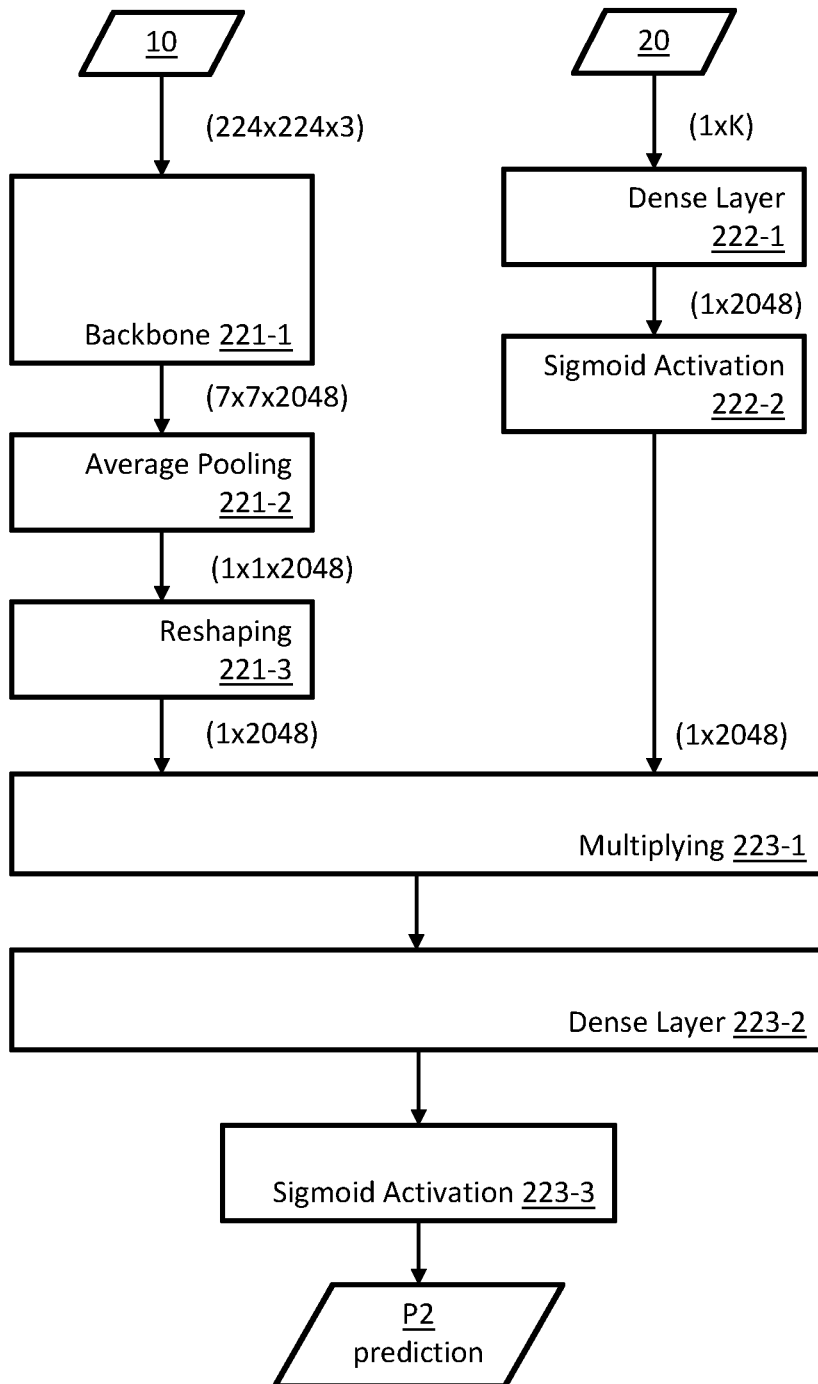 10
20
(224x224x3)
(1xK)
Backbone 221-1
Dense Layer
222-1
(7x7x2048)
(1x2048)
Average Pooling
221-2
Sigmoid Activation
222-2
(1x1x2048)
Reshaping
221-3
(1x2048)
(1x2048)
Multiplying 223-1
Dense Layer 223-2
Sigmoid Activation 223-3
P2
prediction